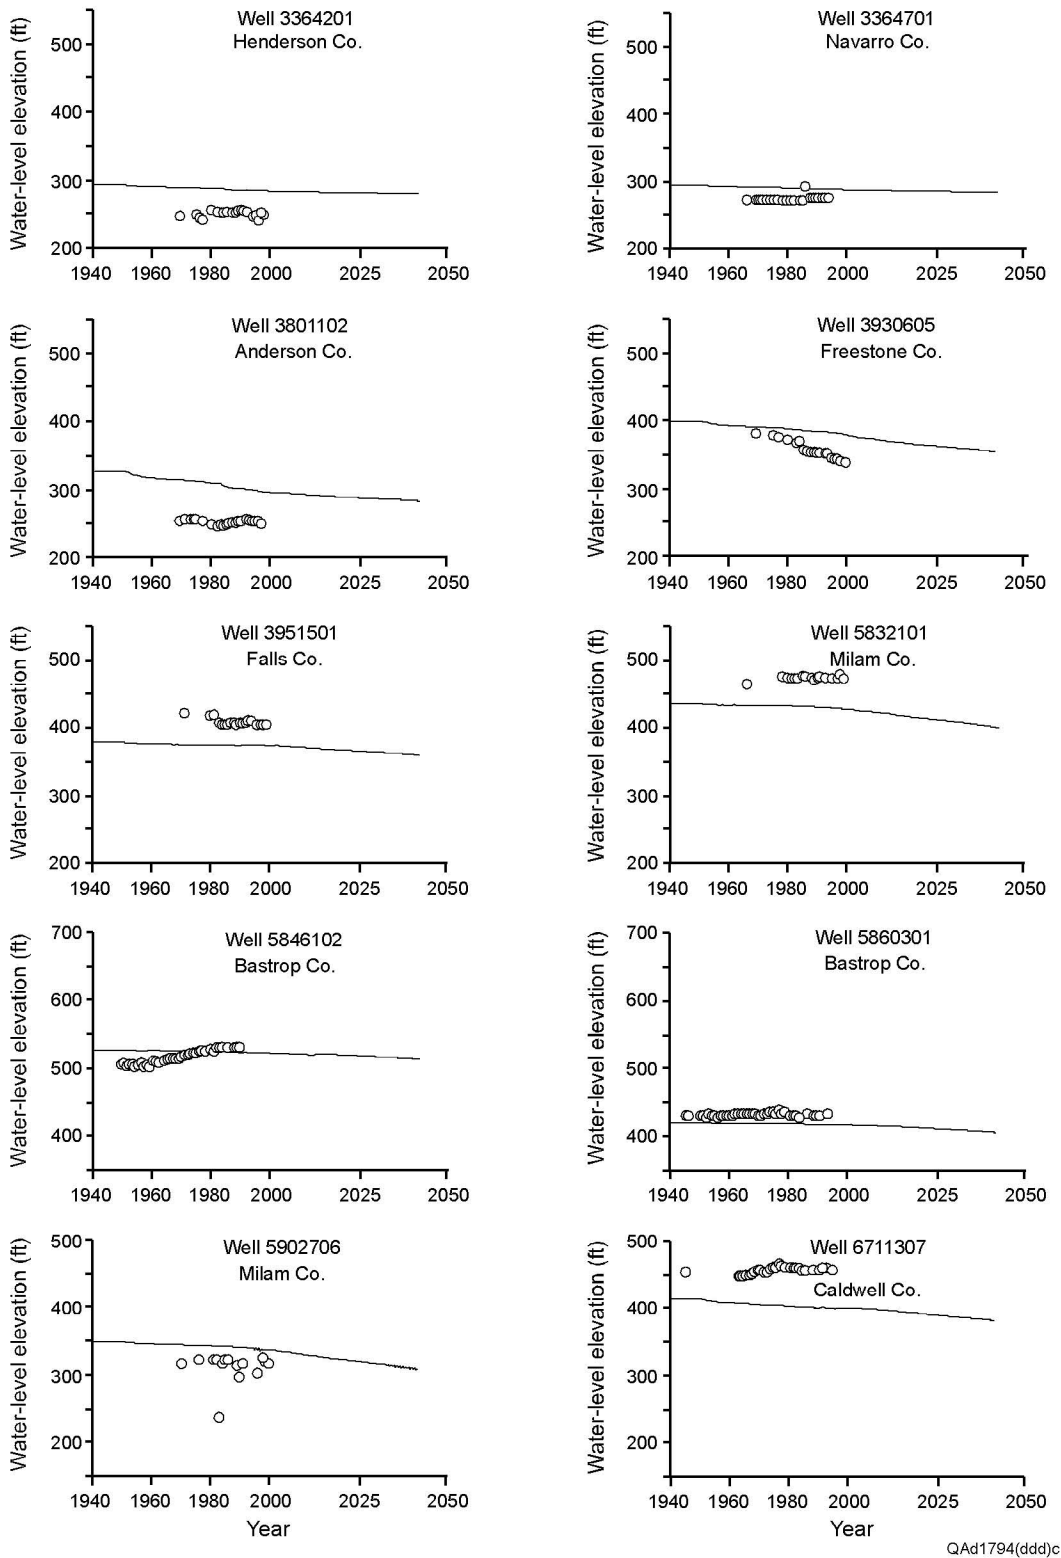 Well 3364201
Henderson Co.
Water-level elevation (ft)
500
400
300
200
1940 1960 1980 2000 2025 2050
Well 3364701
Navarro Co.
Water-level elevation (ft)
500
400
300
200
1940 1960 1980 2000 2025 2050
Well 3801102
Anderson Co.
Water-level elevation (ft)
500
400
300
200
1940 1960 1980 2000 2025 2050
Well 3930605
Freestone Co.
Water-level elevation (ft)
500
400
300
200
1940 1960 1980 2000 2025 2050
Well 3951501
Falls Co.
Water-level elevation (ft)
500
400
300
200
1940 1960 1980 2000 2025 2050
Well 5832101
Milam Co.
Water-level elevation (ft)
500
400
300
200
1940 1960 1980 2000 2025 2050
Well 5846102
Bastrop Co.
Water-level elevation (ft)
700
600
500
400
1940 1960 1980 2000 2025 2050
Well 5860301
Bastrop Co.
Water-level elevation (ft)
700
600
500
400
1940 1960 1980 2000 2025 2050
Well 5902706
Milam Co.
Water-level elevation (ft)
500
400
300
200
1940 1960 1980 2000 2025 2050
Year
Well 6711307
Caldwell Co.
Water-level elevation (ft)
500
400
300
200
1940 1960 1980 2000 2025 2050
Year
QAd1794(ddd)c